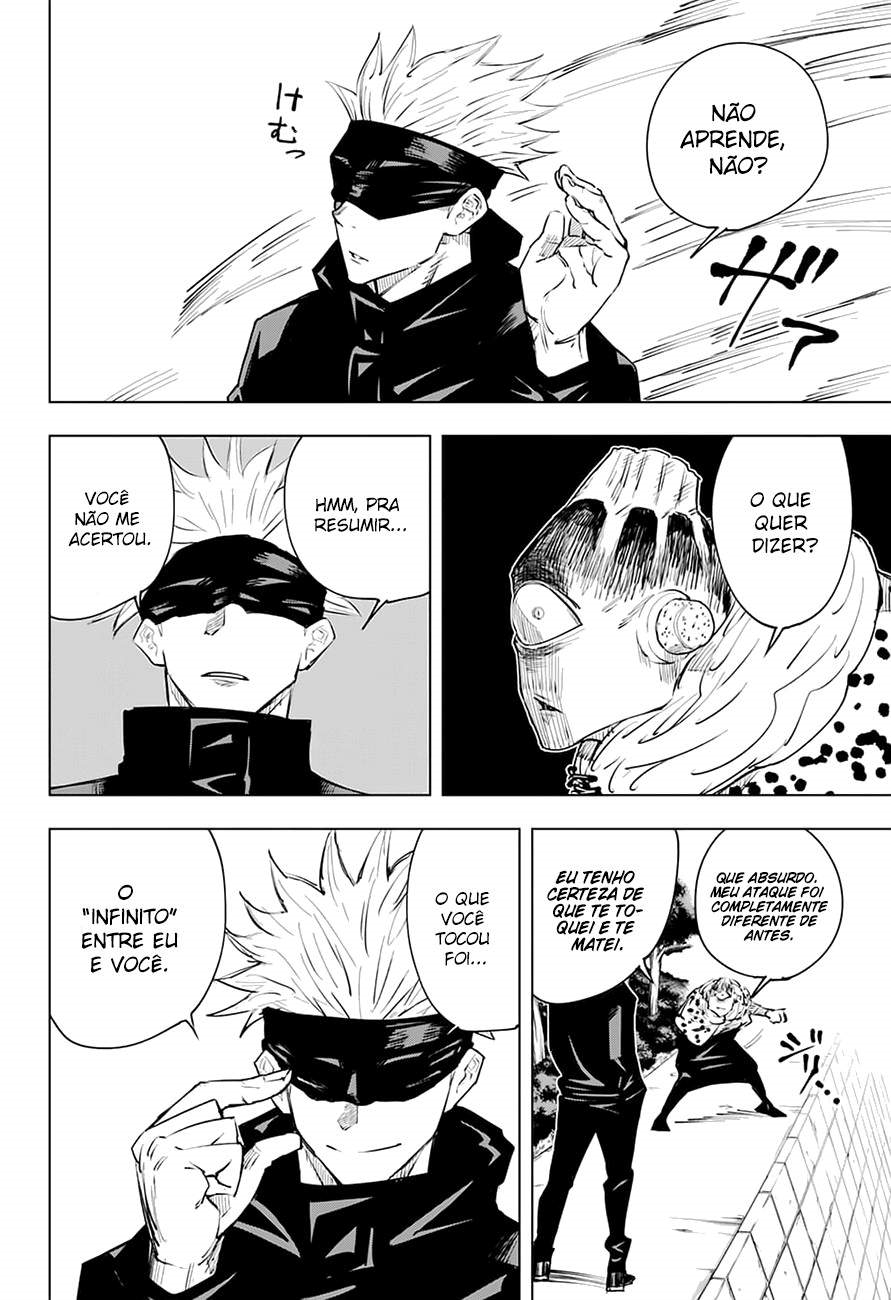 NÃO
APRENDE,
NÃO?
けむっ
ザッ
O QUE
QUER
DIZER?
HMM, PRA
RESUMIR...
VOCÊ
NÃO ME
ACERTOU.
QUE ABSURDO.
MEU ATAQUE FOI
COMPLETAMENTE
DIFERENTE DE
ANTES.
EU TENHO
CERTEZA DE
QUE TE TO-
QUEI E TE
MATEI.
O QUE
VOCÊ
TOCOU
FOI...
O
"INFINITO"
ENTRE EU
E VOCÊ.